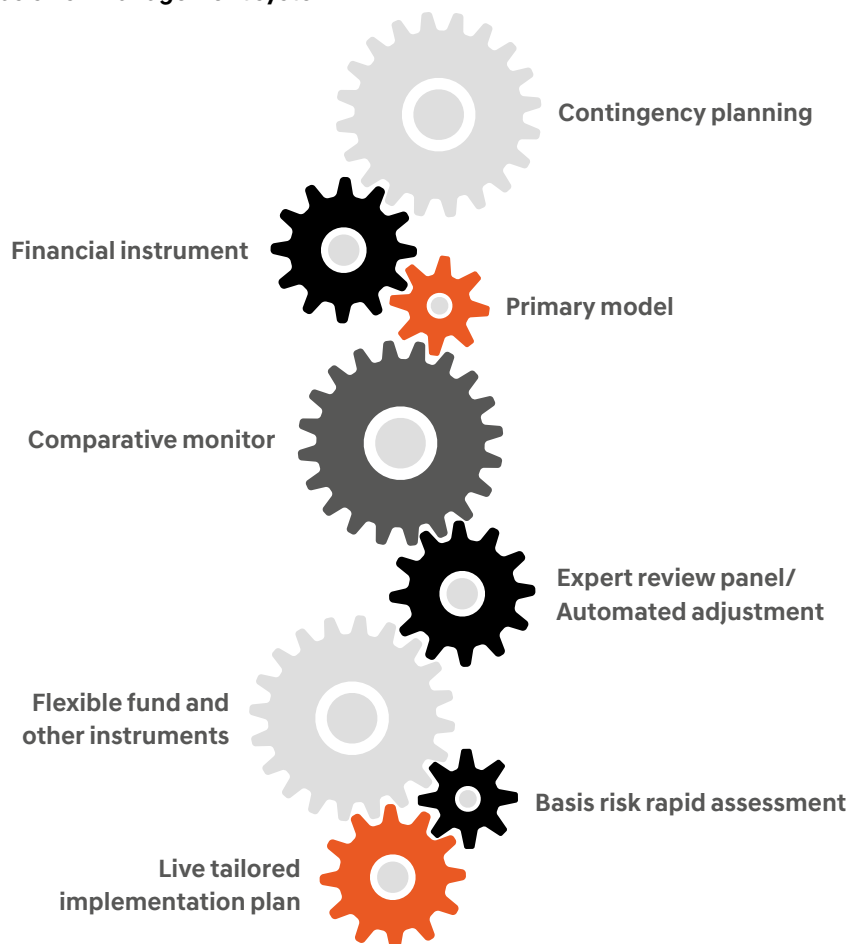 Contingency planning
Financial instrument
Primary model
Comparative monitor
Expert review panel/
Automated adjustment
Flexible fund and
other instruments
Basis risk rapid assessment
Live tailored
implementation plan